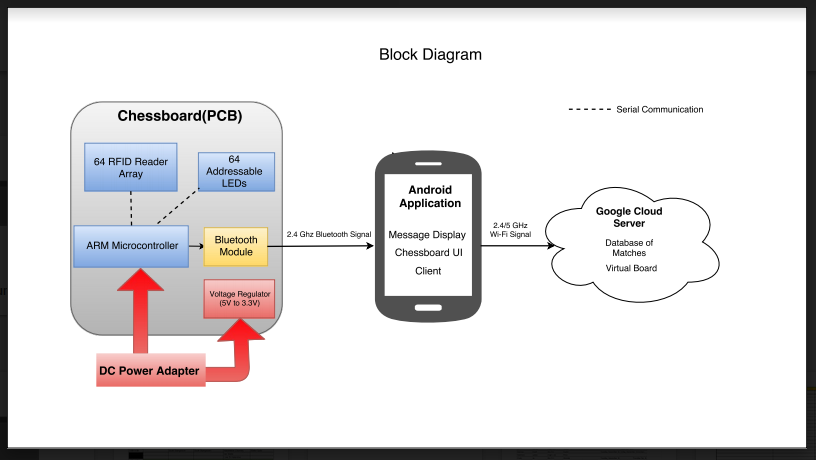 Block Diagram
Serial Communication
Chessboard(PCB)
64 RFID Reader
Array
64
Addressable
LEDs
ARM Microcontroller
Bluetooth
Module
Voltage Regulator
(5V to 3.3V)
DC Power Adapter
2.4 Ghz Bluetooth Signal
Android
Application
Message Display
Chessboard UI
Client
2.4/5 GHz
Wi-Fi Signal
Google Cloud
Server
Database of
Matches
Virtual Board